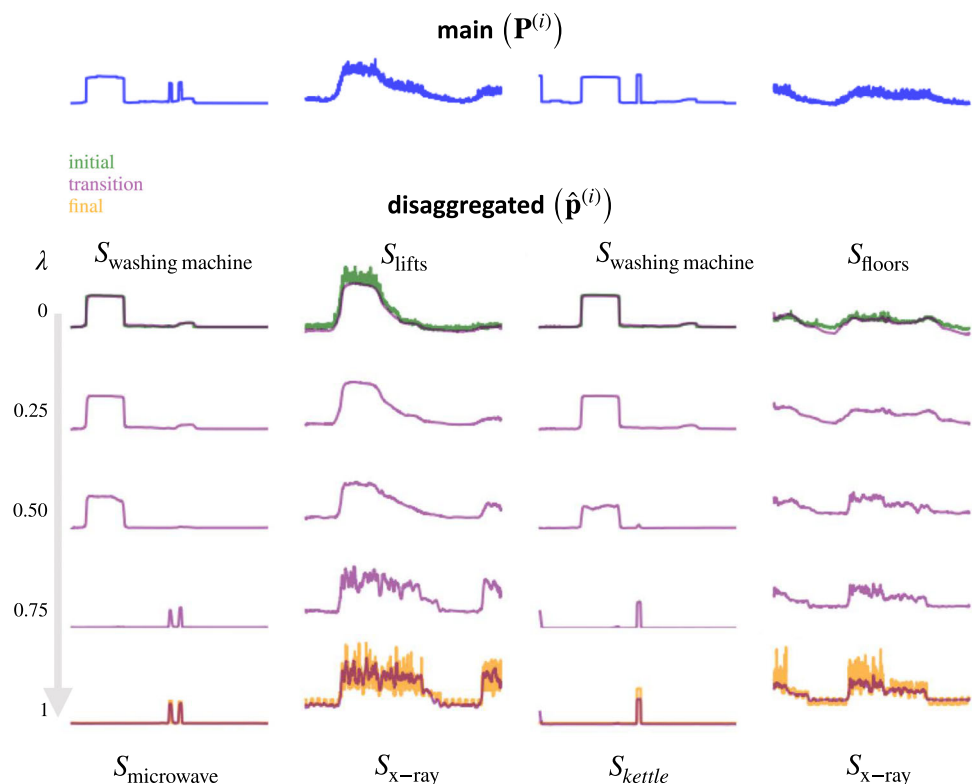 main (P⁽ⁱ⁾)
initial
transition
final
disaggregated (p̂⁽ⁱ⁾)
λ S_washing machine S_lifts S_washing machine S_floors
0
0.25
0.50
0.75
1
S_microwave S_x−ray S_kettle S_x−ray